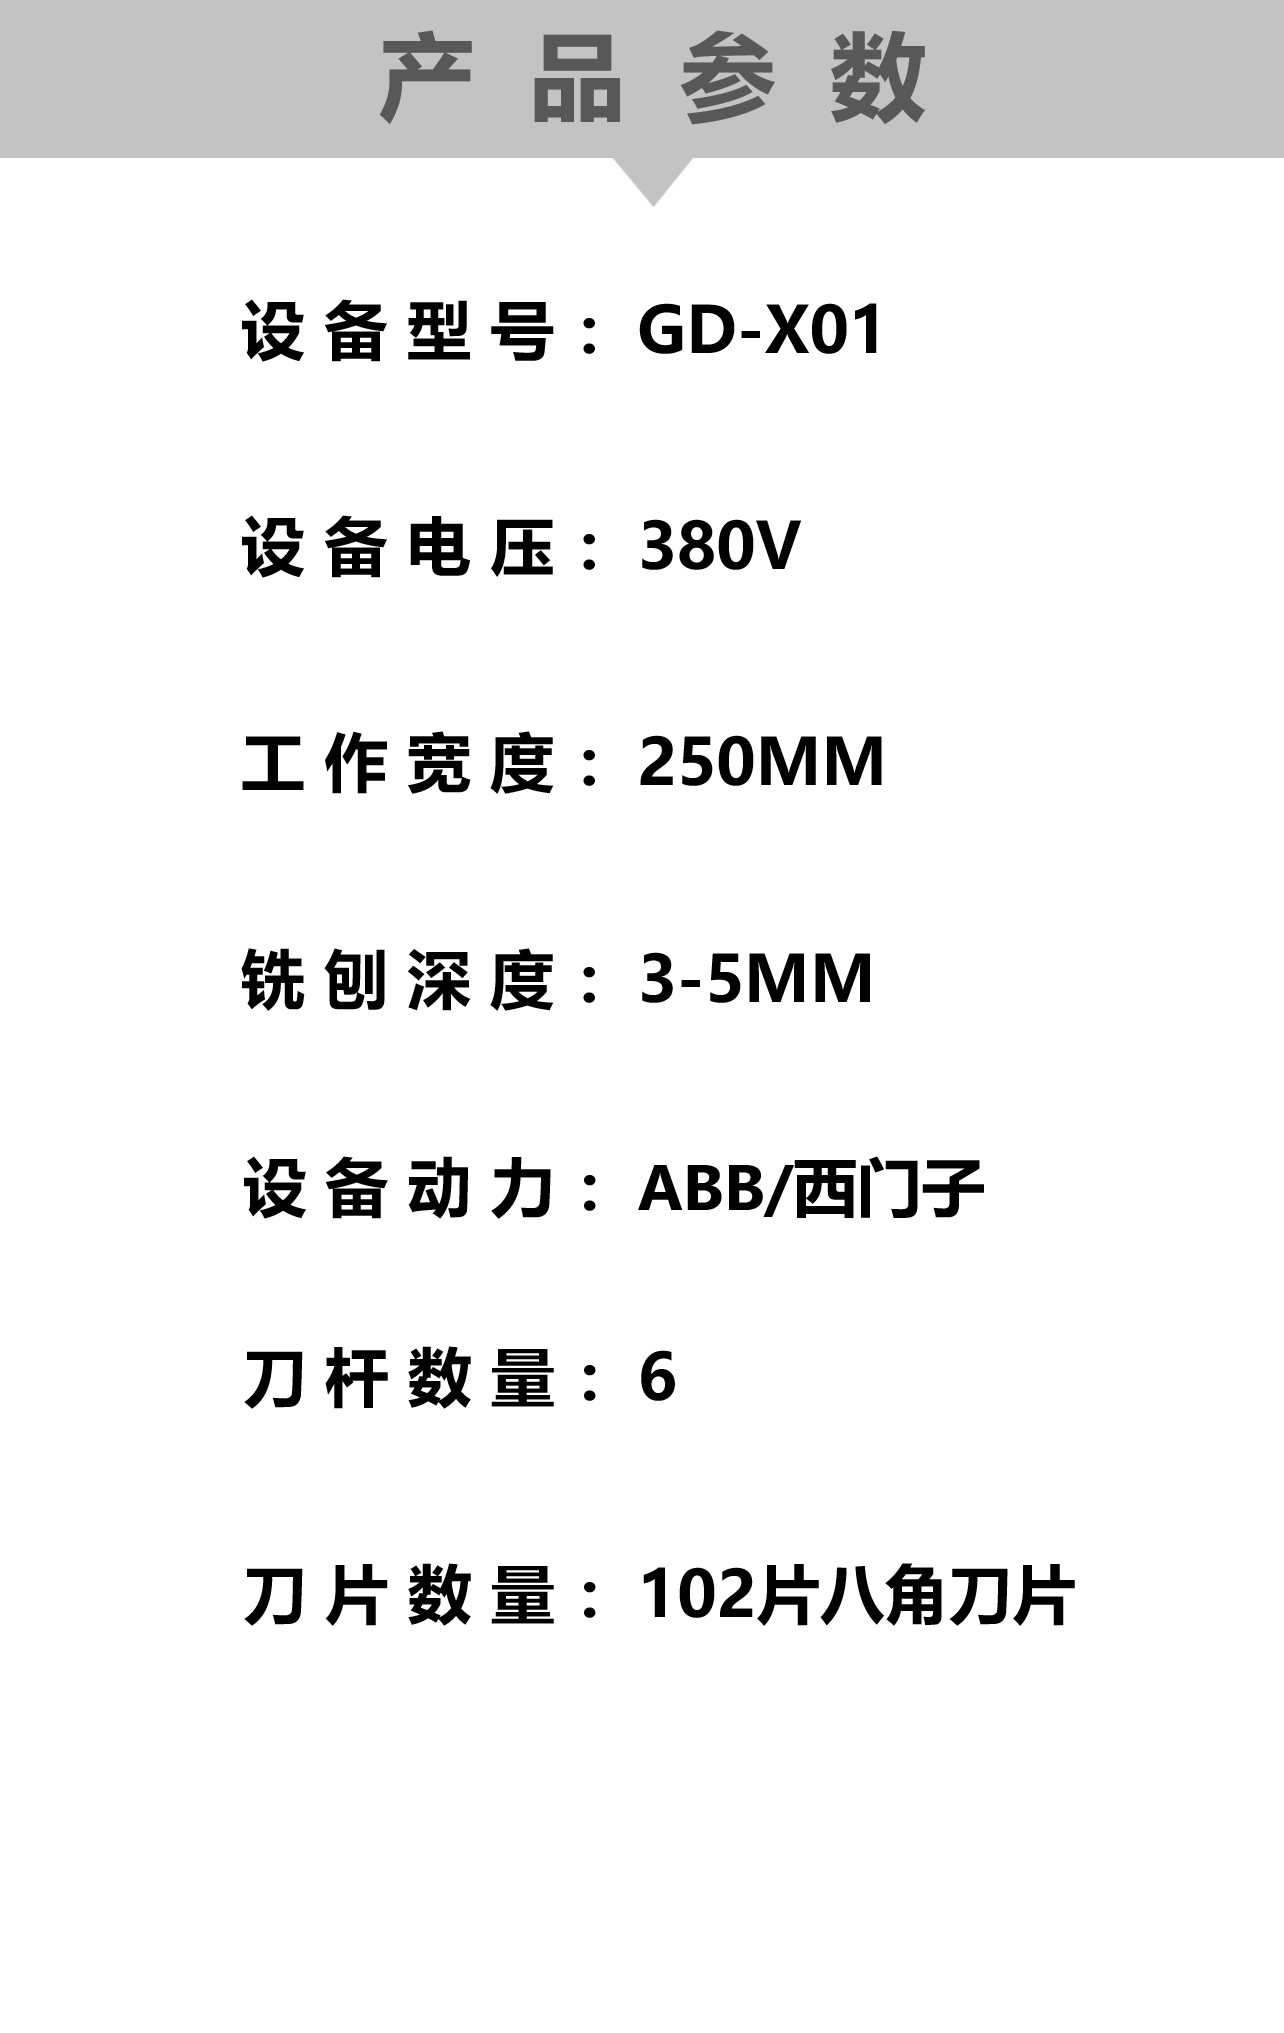 产品参数
设备型号：GD-X01
设备电压：380V
工作宽度：250MM
铣刨深度：3-5MM
设备动力：ABB/西门子
刀杆数量：6
刀片数量：102片八角刀片